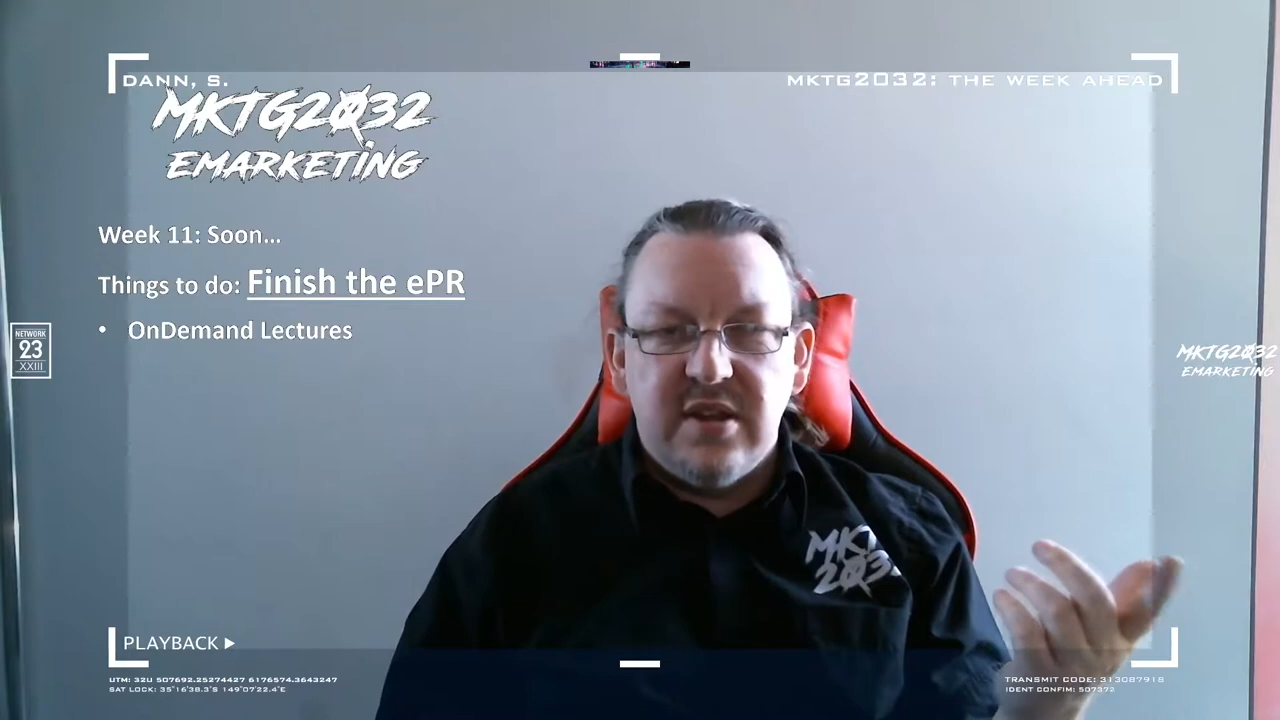 DANN, S.
MKTG2032: THE WEEK AHEAD
MKTG2032
EMARKETING
Week 11: Soon...
Things to do: Finish the ePR
• OnDemand Lectures
NETWORK
23
XXIII
MKTG2032
EMARKETING
MKT
2032
PLAYBACK
UTM: 32U 507692.25274427 6176574.3643247
SAT LOCK: 35°16'38.3"S 149°07'22.4"E
TRANSMIT CODE: 313087916
IDENT CONFIM: 507372